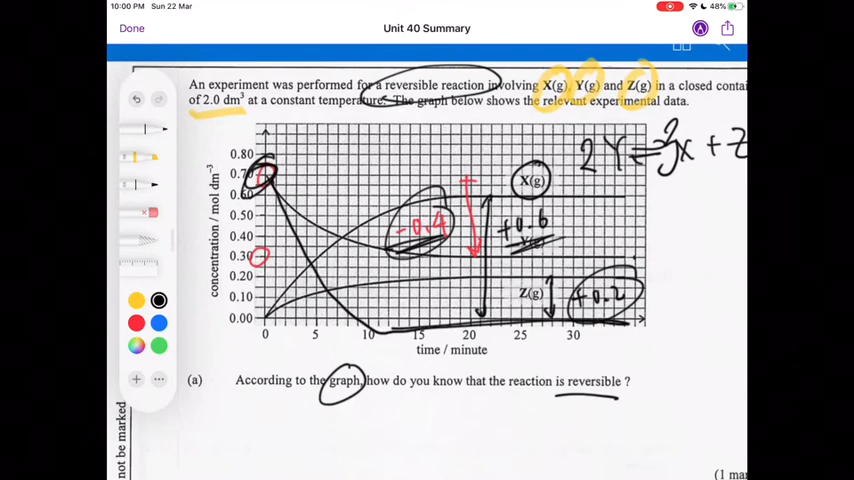 10:00 PM Sun 22 Mar
48%
Done
Unit 40 Summary
An experiment was performed for a reversible reaction involving X(g), Y(g) and Z(g) in a closed contai
of 2.0 dm³ at a constant temperature. The graph below shows the relevant experimental data.
2Y ⇌ 3X + Z
concentration / mol dm⁻³
0.80
0.70
0.60
0.50
0.40
0.30
0.20
0.10
0.00
X(g)
-0.4
+0.6
Y(g)
Z(g)
+0.2
0 5 10 15 20 25 30
time / minute
(a) According to the graph, how do you know that the reaction is reversible ?
(1 mar
not be marked